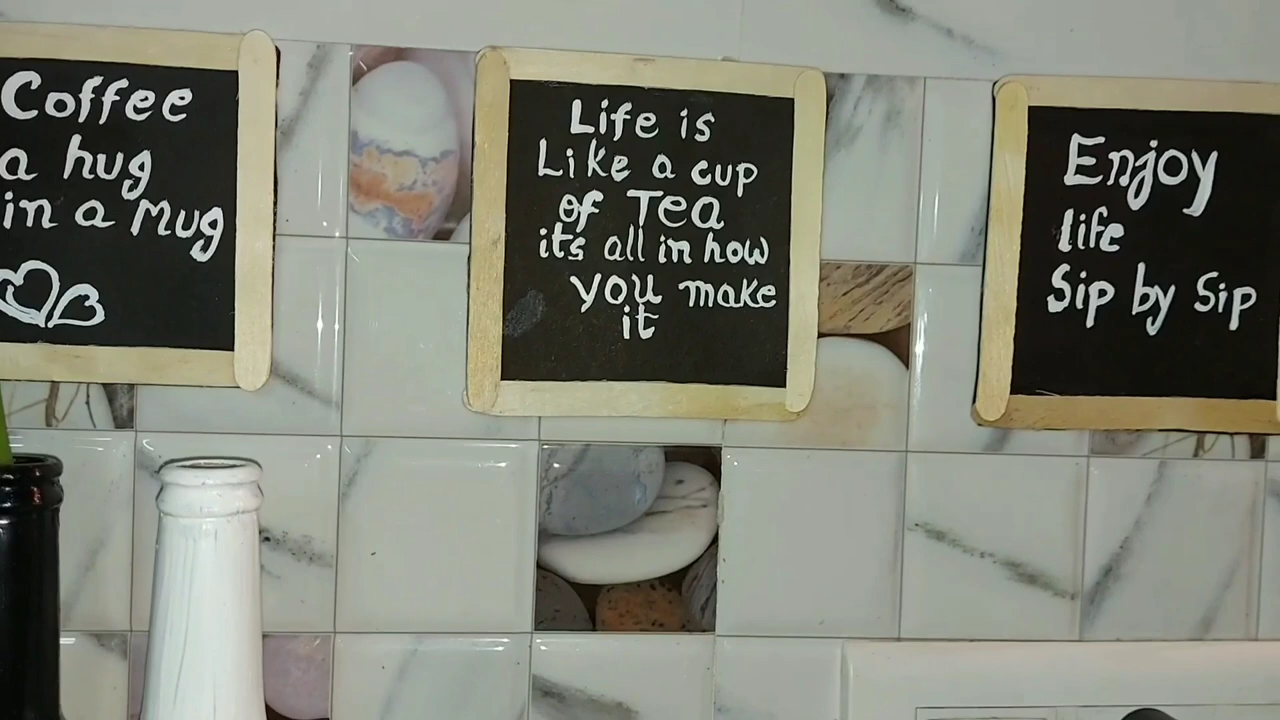 Coffee
a hug
in a Mug
Life is
Like a cup
of Tea
it's all in how
you make
it
Enjoy
life
Sip by Sip